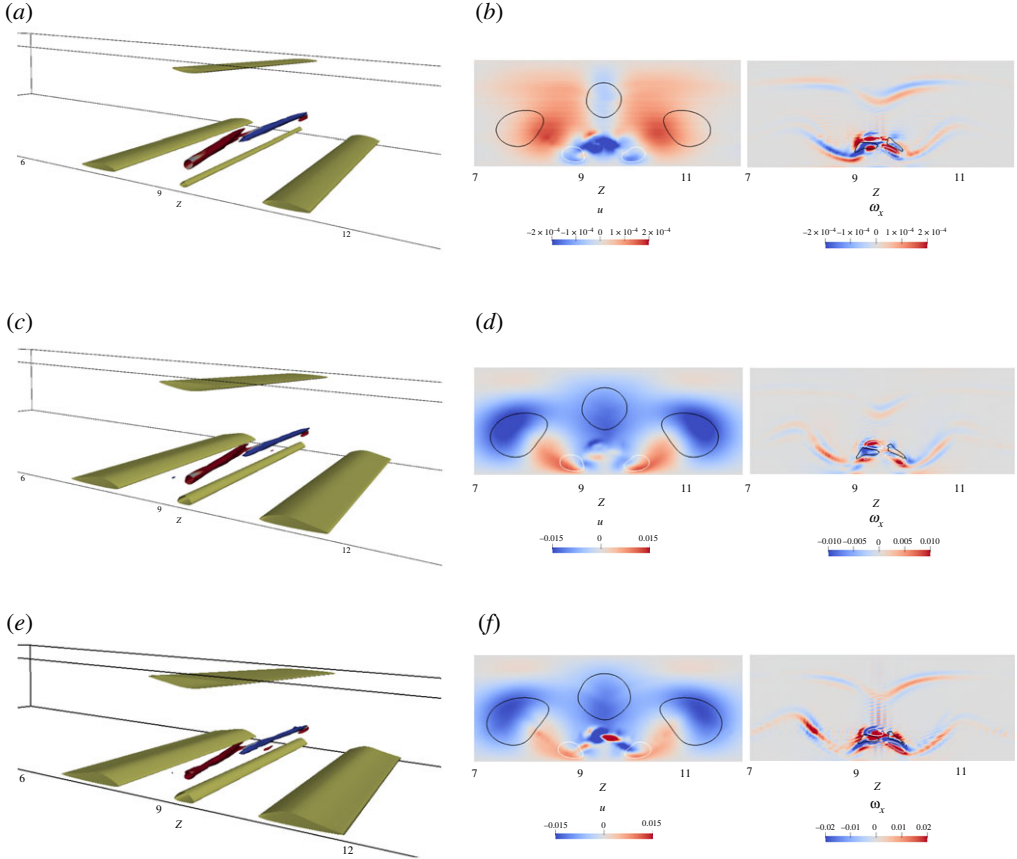 (a)
6
9
Z
12
(b)
7
9
11
Z
u
−2 × 10⁻⁴
−1 × 10⁻⁴
0
1 × 10⁻⁴
2 × 10⁻⁴
7
9
11
Z
ωₓ
−2 × 10⁻⁴
−1 × 10⁻⁴
0
1 × 10⁻⁴
2 × 10⁻⁴
(c)
6
9
Z
12
(d)
7
9
11
Z
u
−0.015
0
0.015
7
9
11
Z
ωₓ
−0.010
−0.005
0
0.005
0.010
(e)
6
9
Z
12
(f)
7
9
11
Z
u
−0.015
0
0.015
7
9
11
Z
ωₓ
−0.02
−0.01
0
0.01
0.02